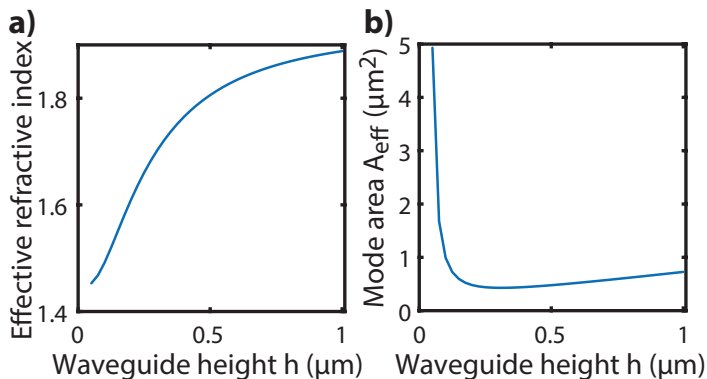 a)
Effective refractive index
1.8
1.6
1.4
0
0.5
1
Waveguide height h (μm)
b)
Mode area A_eff (μm²)
5
4
3
2
1
0
0
0.5
1
Waveguide height h (μm)